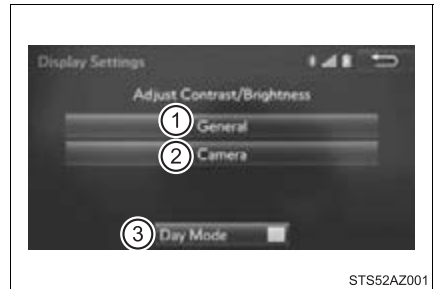 Display Settings
Adjust Contrast/Brightness
1 General
2 Camera
3 Day Mode
STS52AZ001